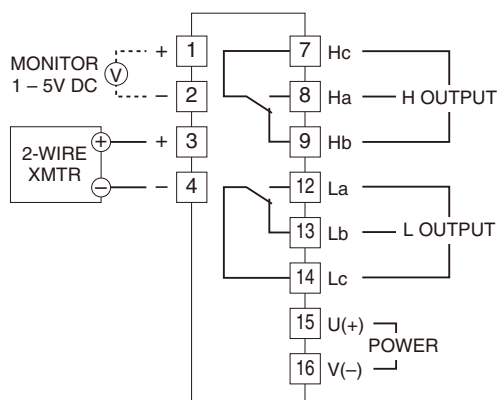 MONITOR
1 – 5V DC
V
+
–
1
2
2-WIRE
XMTR
+
–
+
–
3
4
7 Hc
8 Ha
9 Hb
H OUTPUT
12 La
13 Lb
14 Lc
L OUTPUT
15 U(+)
16 V(–)
POWER